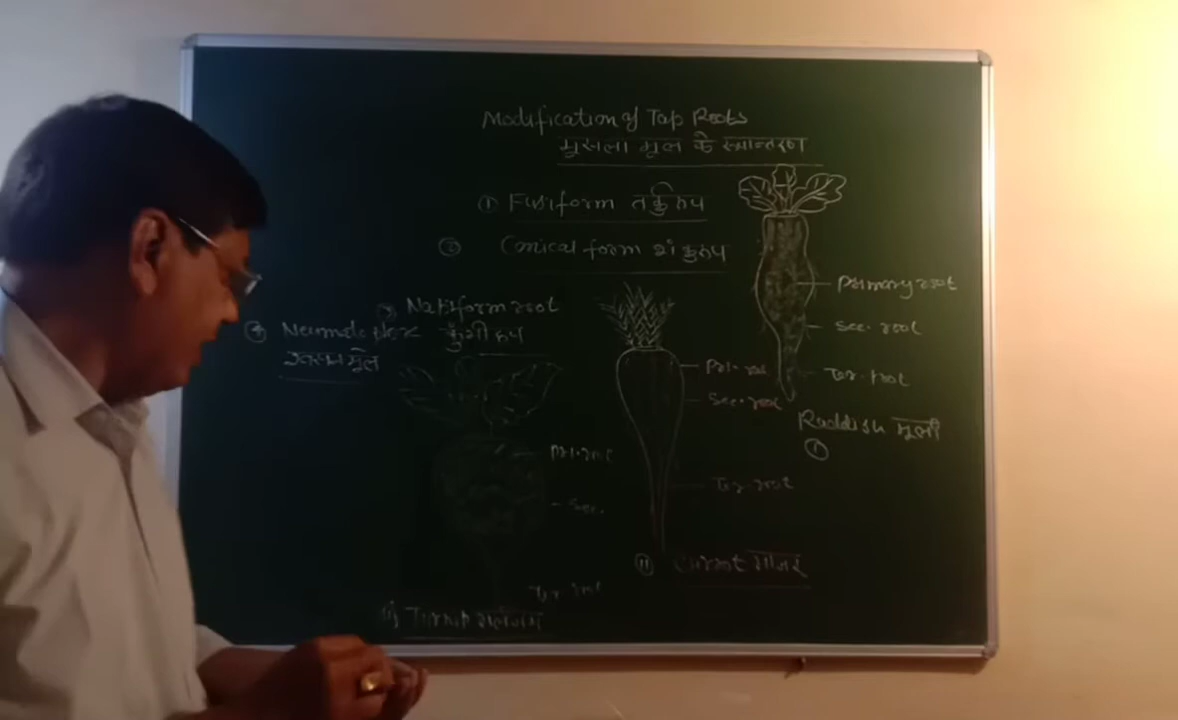 Modification of Tap Roots
मूसला मूल के रूपान्तरण
① Fusiform तर्कुरूप
② Conical form शंकुरूप
Napiform root
कुंभीरूप
④
मूल
Primary root
Sec. root
Ter. root
Raddish मूली
①
Pri. root
Sec. root
Ter. root
⑪ Carrot गाजर
Pri. root
Sec.
Ter. root
Turnip शलजम